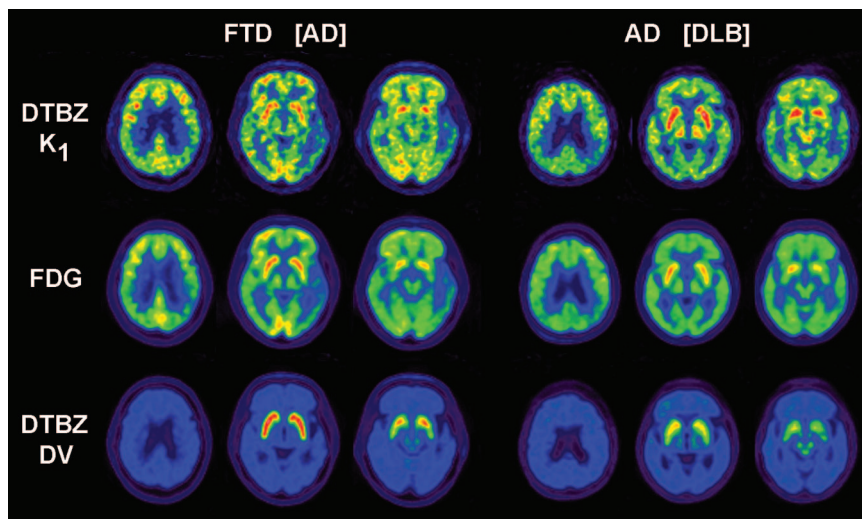 FTD [AD]
AD [DLB]
DTBZ
K1
FDG
DTBZ
DV